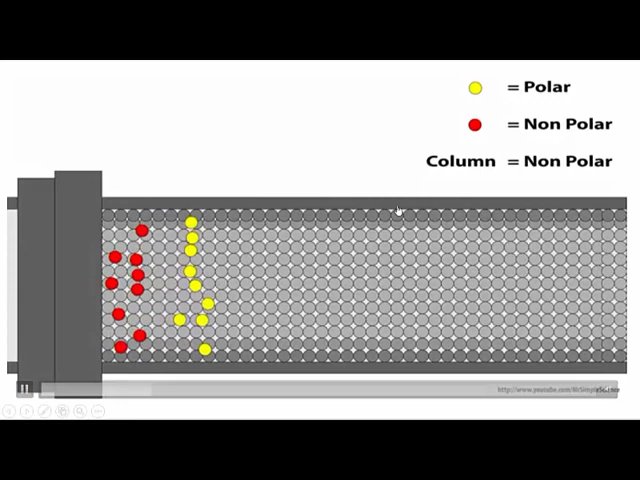 = Polar
= Non Polar
Column = Non Polar